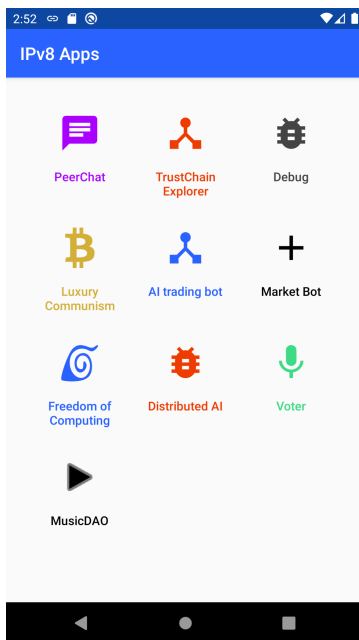 2:52
IPv8 Apps
PeerChat
TrustChain
Explorer
Debug
Luxury
Communism
AI trading bot
Market Bot
Freedom of
Computing
Distributed AI
Voter
MusicDAO